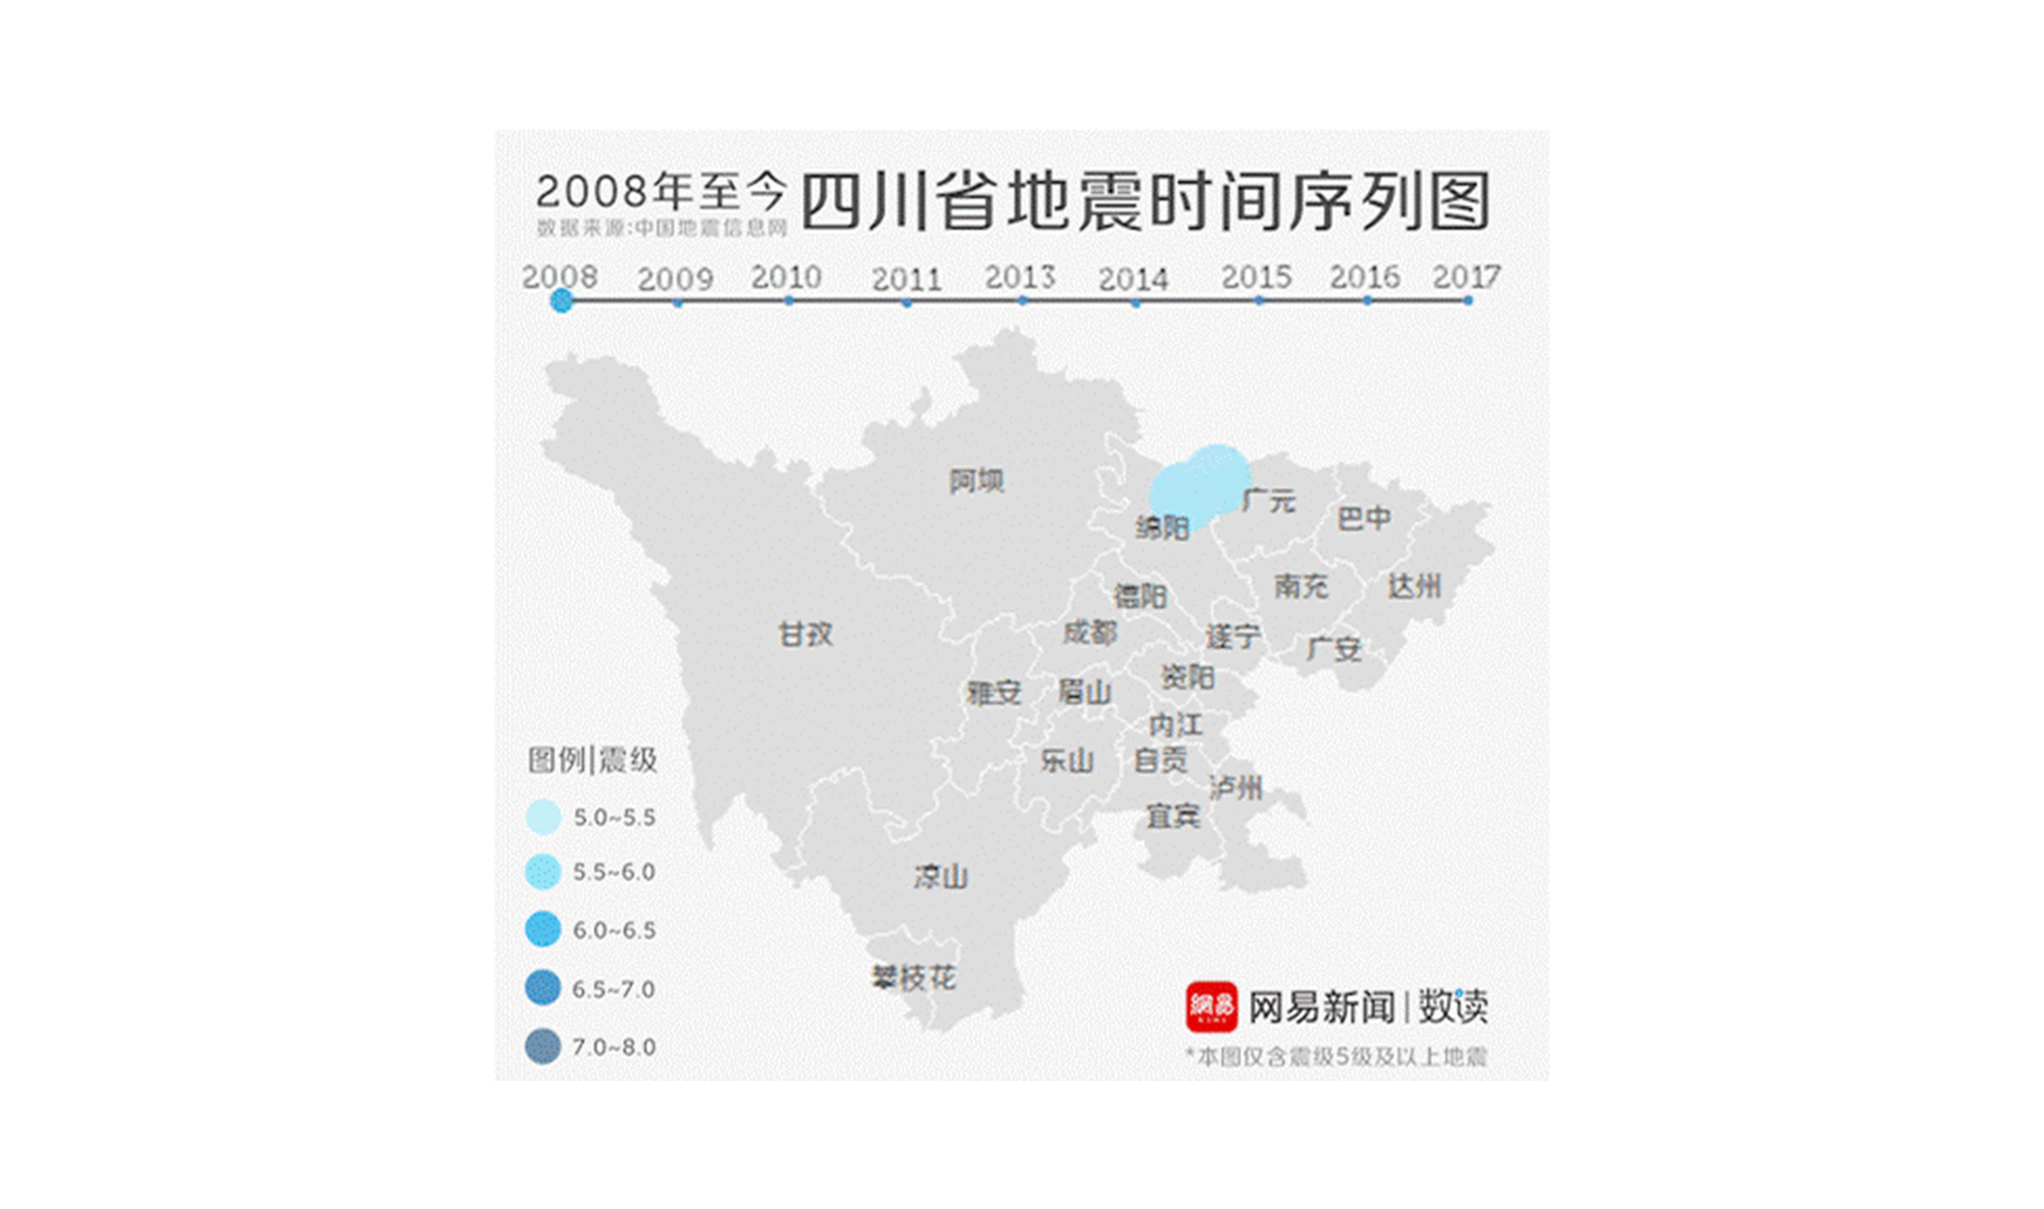 2008年至今 四川省地震时间序列图
数据来源:中国地震信息网
2008 2009 2010 2011 2013 2014 2015 2016 2017
阿坝
广元
巴中
绵阳
南充
达州
德阳
甘孜
成都
遂宁
广安
资阳
雅安
眉山
内江
乐山
自贡
泸州
宜宾
凉山
攀枝花
图例|震级
5.0~5.5
5.5~6.0
6.0~6.5
6.5~7.0
7.0~8.0
網易 网易新闻|数读
*本图仅含震级5级及以上地震